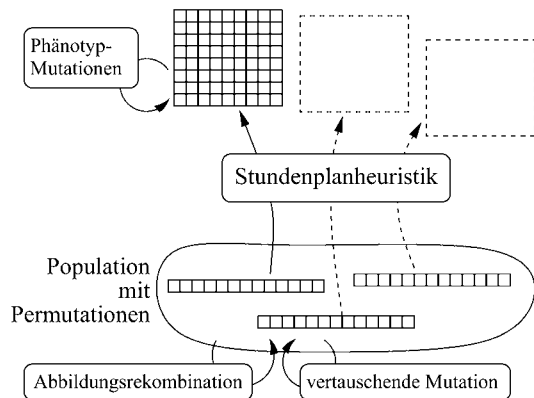 Phänotyp-
Mutationen
Stundenplanheuristik
Population
mit
Permutationen
Abbildungsrekombination
vertauschende Mutation